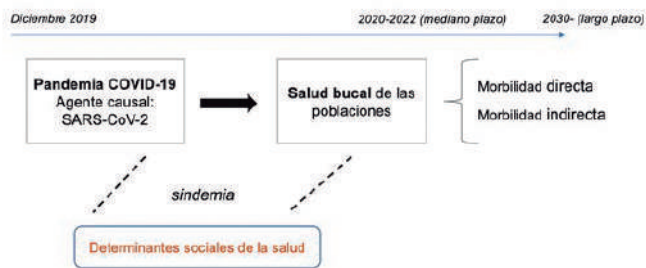 Diciembre 2019
2020-2022 (mediano plazo)
2030- (largo plazo)
Pandemia COVID-19
Agente causal:
SARS-CoV-2
Salud bucal de las
poblaciones
Morbilidad directa
Morbilidad indirecta
sindemia
Determinantes sociales de la salud